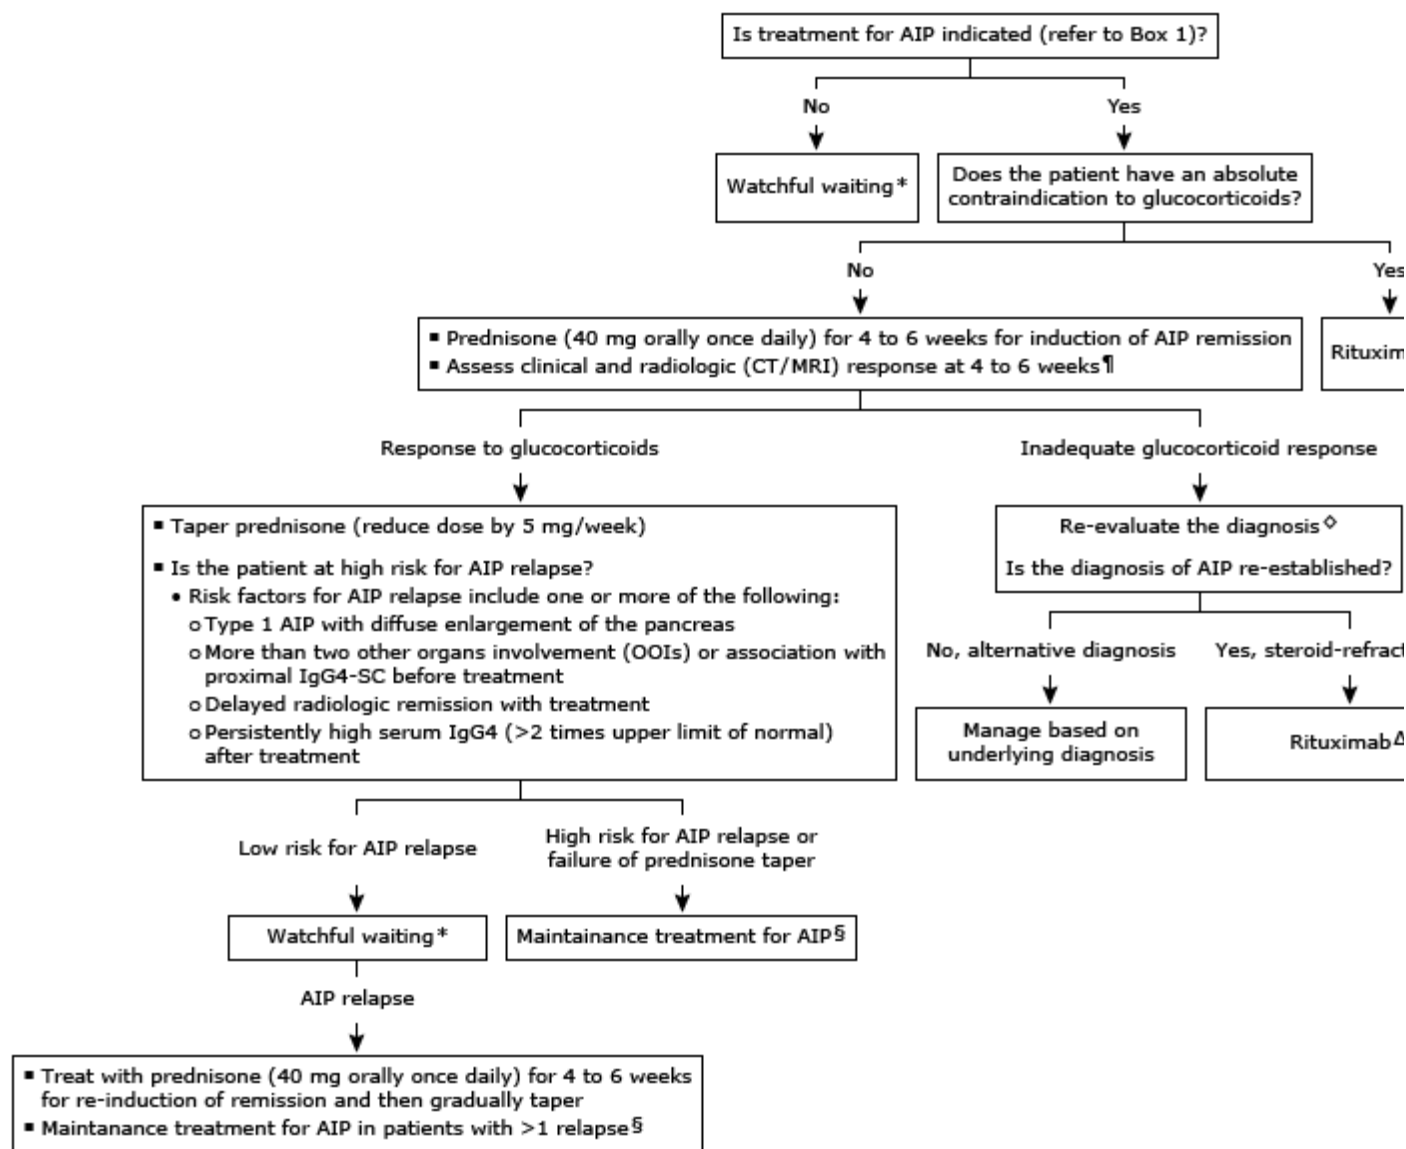 Is treatment for AIP indicated (refer to Box 1)?
No
Yes
Watchful waiting*
Does the patient have an absolute
contraindication to glucocorticoids?
No
Yes
▪ Prednisone (40 mg orally once daily) for 4 to 6 weeks for induction of AIP remission
▪ Assess clinical and radiologic (CT/MRI) response at 4 to 6 weeks¶
Rituxim
Response to glucocorticoids
Inadequate glucocorticoid response
▪ Taper prednisone (reduce dose by 5 mg/week)
▪ Is the patient at high risk for AIP relapse?
• Risk factors for AIP relapse include one or more of the following:
o Type 1 AIP with diffuse enlargement of the pancreas
o More than two other organs involvement (OOIs) or association with
proximal IgG4-SC before treatment
o Delayed radiologic remission with treatment
o Persistently high serum IgG4 (>2 times upper limit of normal)
after treatment
Re-evaluate the diagnosis◇
Is the diagnosis of AIP re-established?
No, alternative diagnosis
Yes, steroid-refract
Manage based on
underlying diagnosis
RituximabΔ
Low risk for AIP relapse
High risk for AIP relapse or
failure of prednisone taper
Watchful waiting*
Maintainance treatment for AIP§
AIP relapse
▪ Treat with prednisone (40 mg orally once daily) for 4 to 6 weeks
for re-induction of remission and then gradually taper
▪ Maintanance treatment for AIP in patients with >1 relapse§